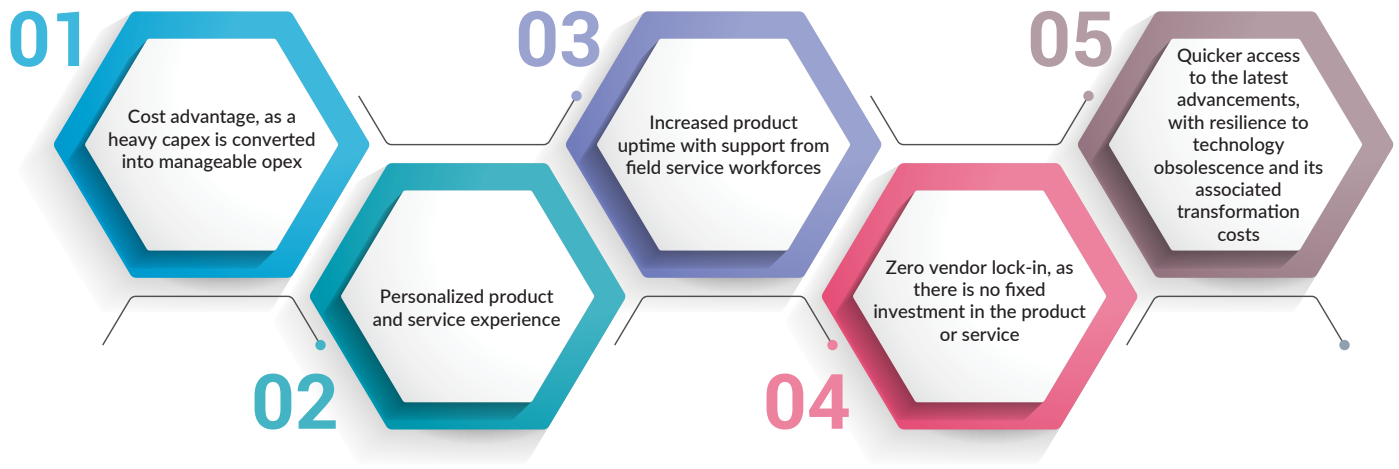 01
Cost advantage, as a
heavy capex is converted
into manageable opex
02
Personalized product
and service experience
03
Increased product
uptime with support from
field service workforces
04
Zero vendor lock-in, as
there is no fixed
investment in the product
or service
05
Quicker access
to the latest
advancements,
with resilience to
technology
obsolescence and its
associated
transformation
costs